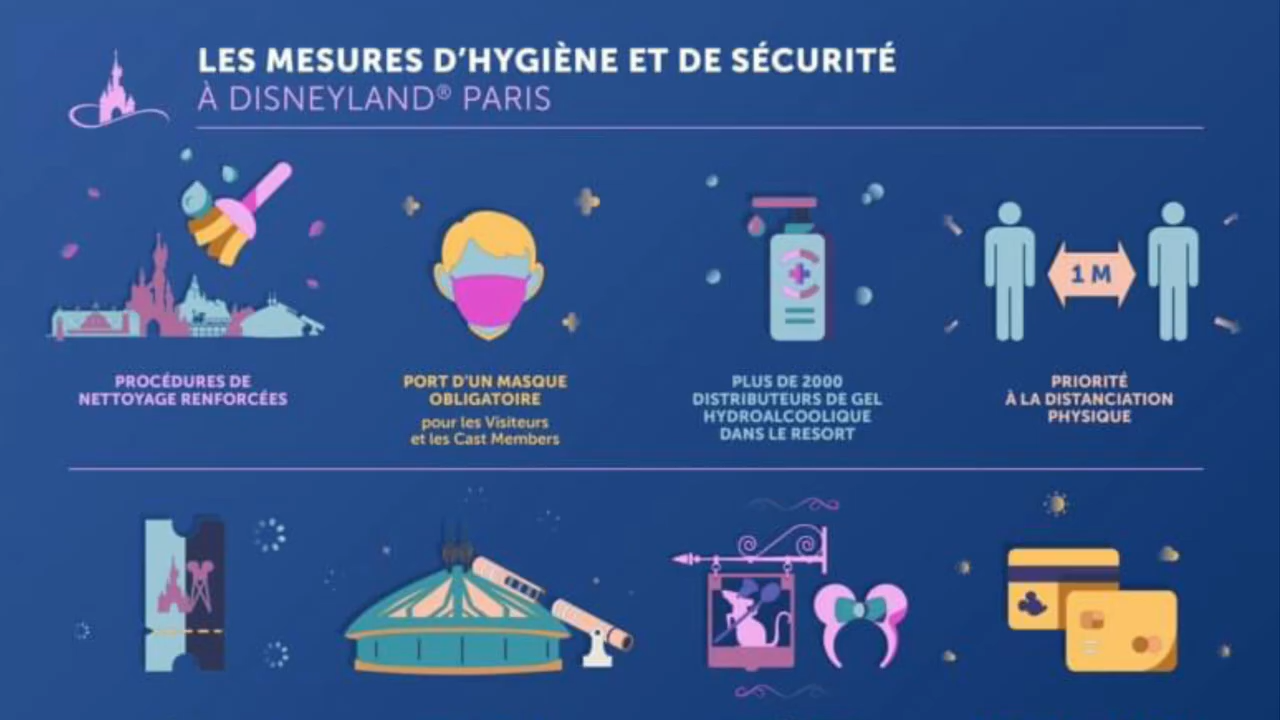 LES MESURES D'HYGIÈNE ET DE SÉCURITÉ
À DISNEYLAND® PARIS
PROCÉDURES DE
NETTOYAGE RENFORCÉES
PORT D'UN MASQUE
OBLIGATOIRE
pour les Visiteurs
et les Cast Members
PLUS DE 2000
DISTRIBUTEURS DE GEL
HYDROALCOOLIQUE
DANS LE RESORT
1 M
PRIORITÉ
À LA DISTANCIATION
PHYSIQUE